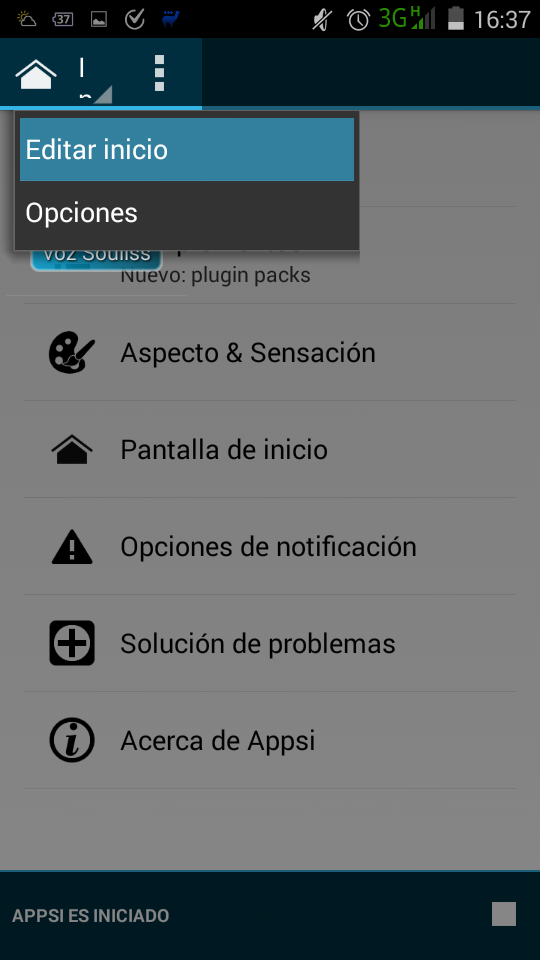 37
3G H
16:37
Editar inicio
Opciones
Voz Souliss
Nuevo: plugin packs
Aspecto & Sensación
Pantalla de inicio
Opciones de notificación
Solución de problemas
Acerca de Appsi
APPSI ES INICIADO